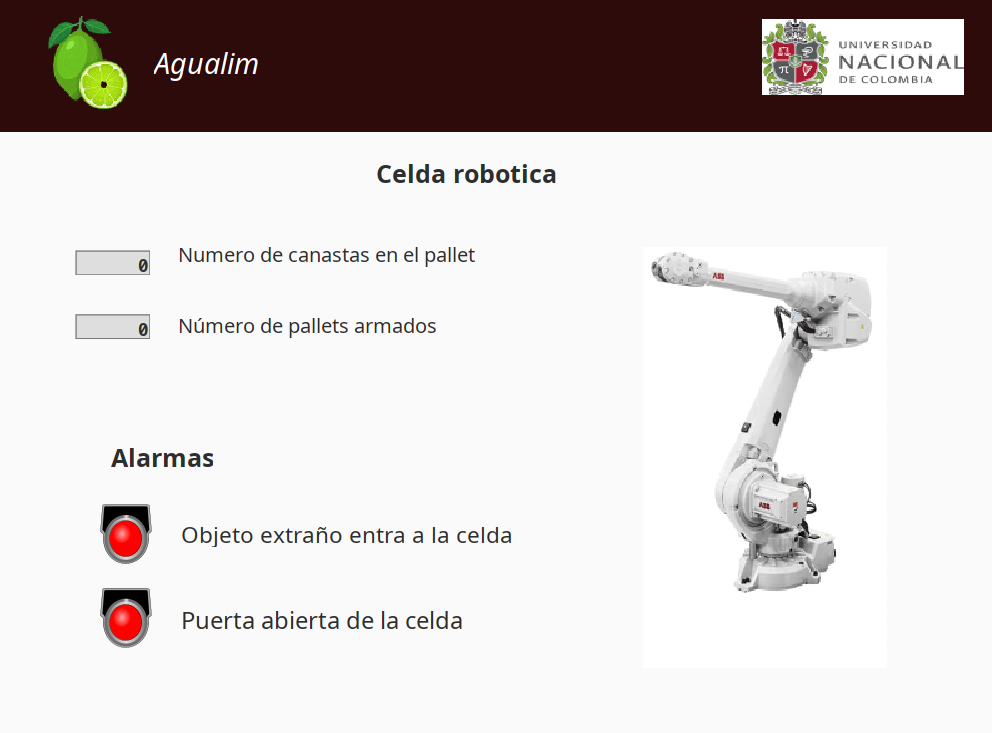 Agualim
UNIVERSIDAD
NACIONAL
DE COLOMBIA
Celda robotica
0
Numero de canastas en el pallet
0
Número de pallets armados
ABB
ABB
Alarmas
Objeto extraño entra a la celda
Puerta abierta de la celda